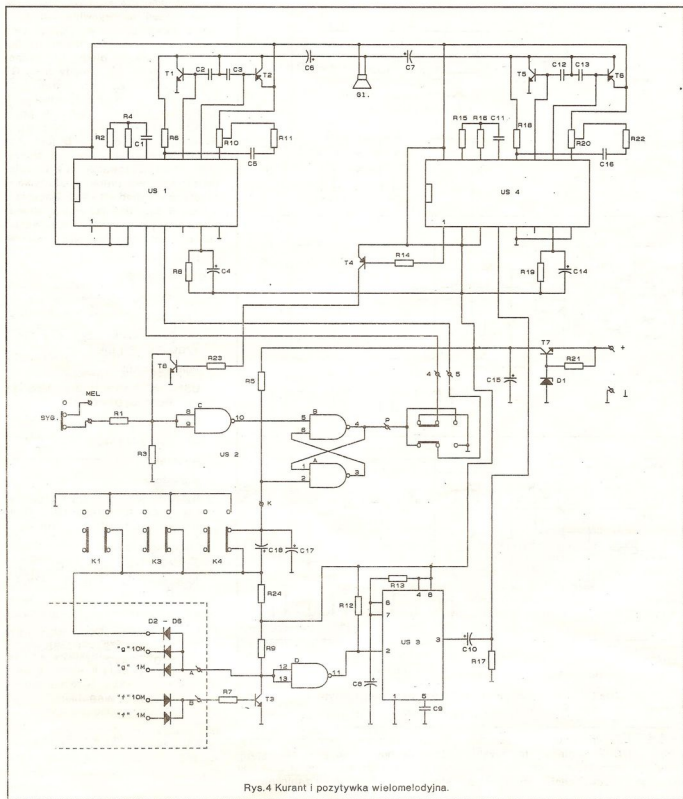 T1 C2 C3 T2 C6 C7 T5 C12 C13 T6
G1.
R2 R4 C1 R6 R10 R11 C5
R15 R16 C11 R18 R20 R22 C16
US 1
US 4
1
1
R8 C4
T4 R14
R19 C14
T7
+
R21
D1
C15
T8 R23
R5
4 5
MEL
SYG.
R1
C
8
9
10
US 2
R3
5
6
B
4
P
1
2
A
3
K
K1 K3 K4
C18 C17
R24
R13
R12
4 8
6
7
US 3
2
3
C10
R17
D2 - D6
"g" 10M
"g" 1M
A
R9
12
13
D
11
"f" 10M
"f" 1M
B
R7
T3
C8
1
5
C9
Rys.4 Kurant i pozytywka wielomelodyjna.